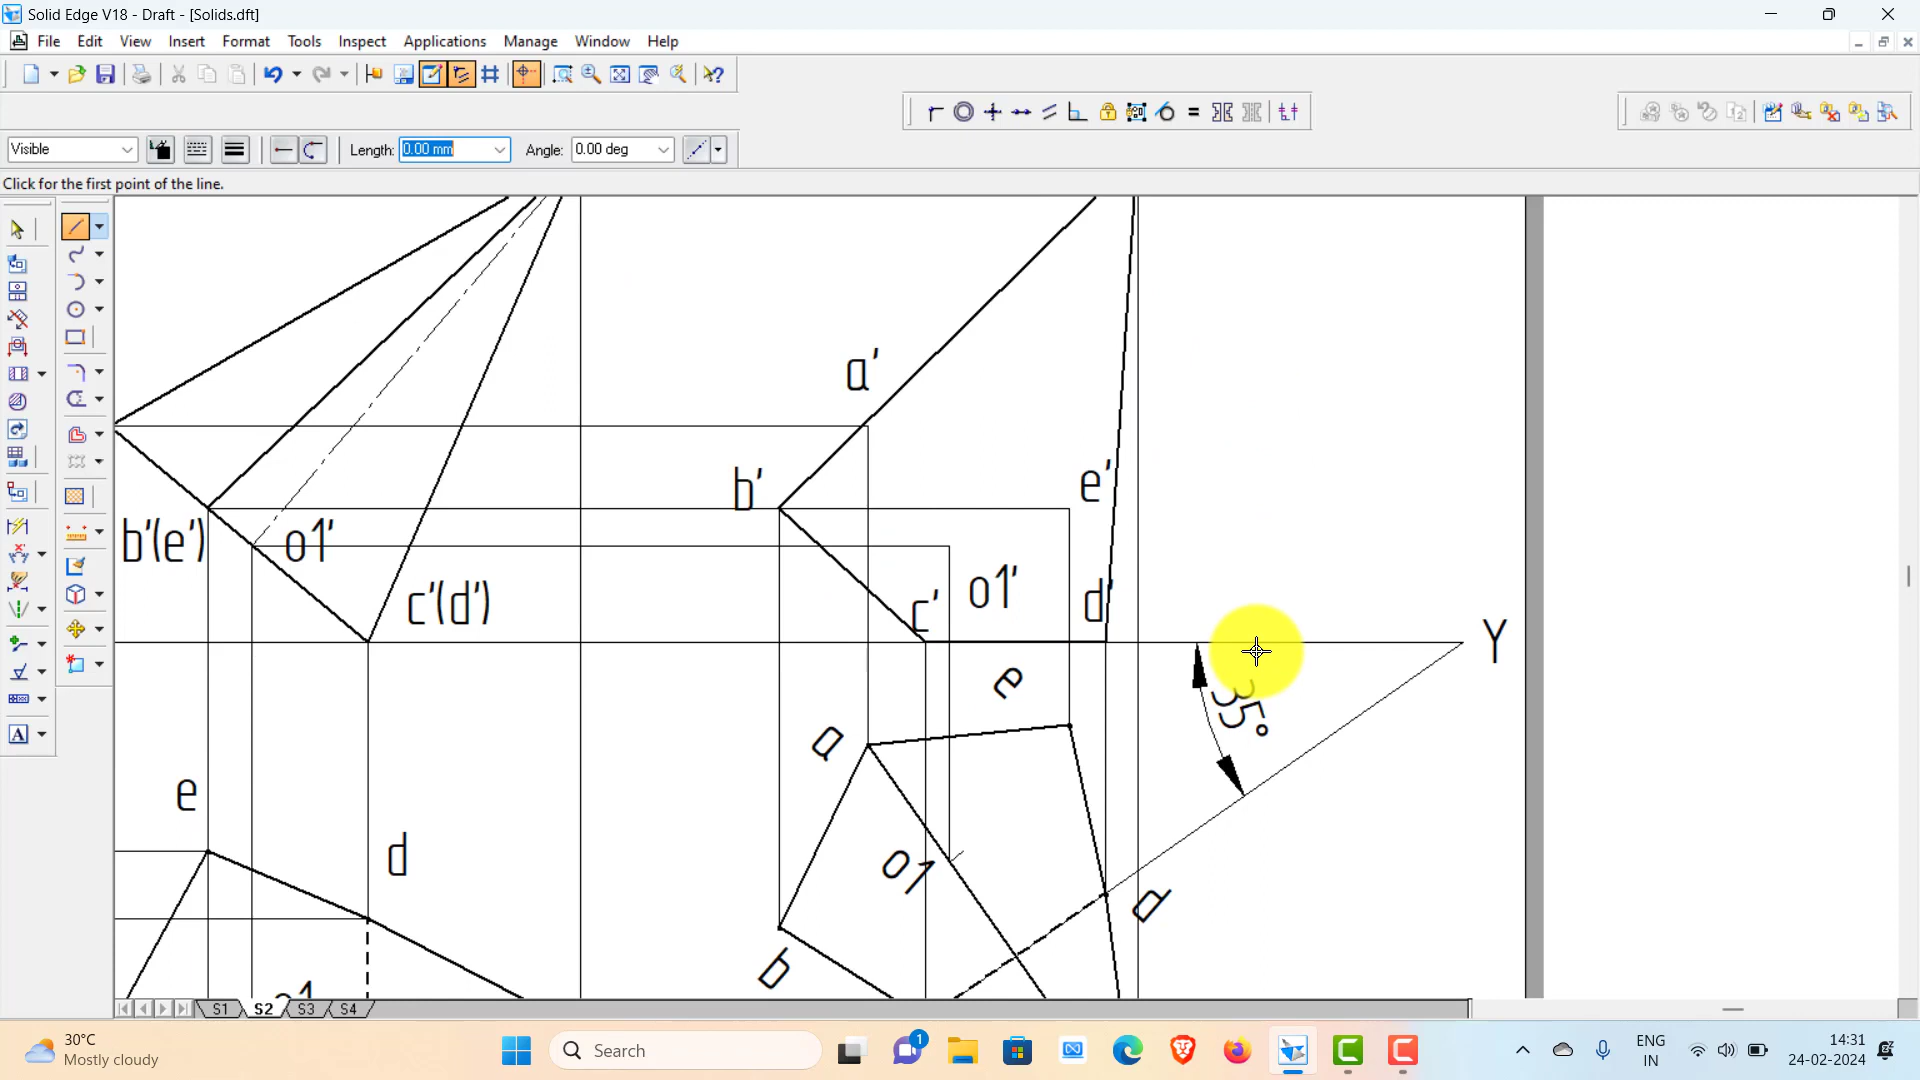 Solid Edge V18 - Draft - [Solids.dft]
File Edit View Insert Format Tools Inspect Applications Manage Window Help
Visible Length: 0.00 mm Angle: 0.00 deg
Click for the first point of the line.
a'
b' e'
b'(e') o1' o1'
c'(d') c' d'
Y
e
35°
a
e
d
o1
d
b
o1
A
S1 S2 S3 S4
30°C
Mostly cloudy
Search
1
ENG
IN
14:31
24-02-2024